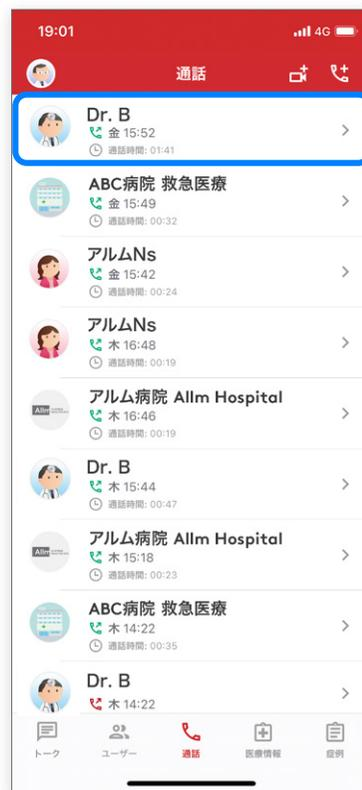 19:01
4G
通話
Dr. B
金 15:52
通話時間: 01:41
ABC病院 救急医療
金 15:49
通話時間: 00:32
アルムNs
金 15:42
通話時間: 00:24
アルムNs
木 16:48
通話時間: 00:19
アルム病院 Allm Hospital
Allm
木 16:46
通話時間: 00:19
Dr. B
木 15:44
通話時間: 00:47
アルム病院 Allm Hospital
Allm
木 15:18
通話時間: 00:23
ABC病院 救急医療
木 14:22
通話時間: 00:35
Dr. B
木 14:22
トーク ユーザー 通話 医療情報 症例